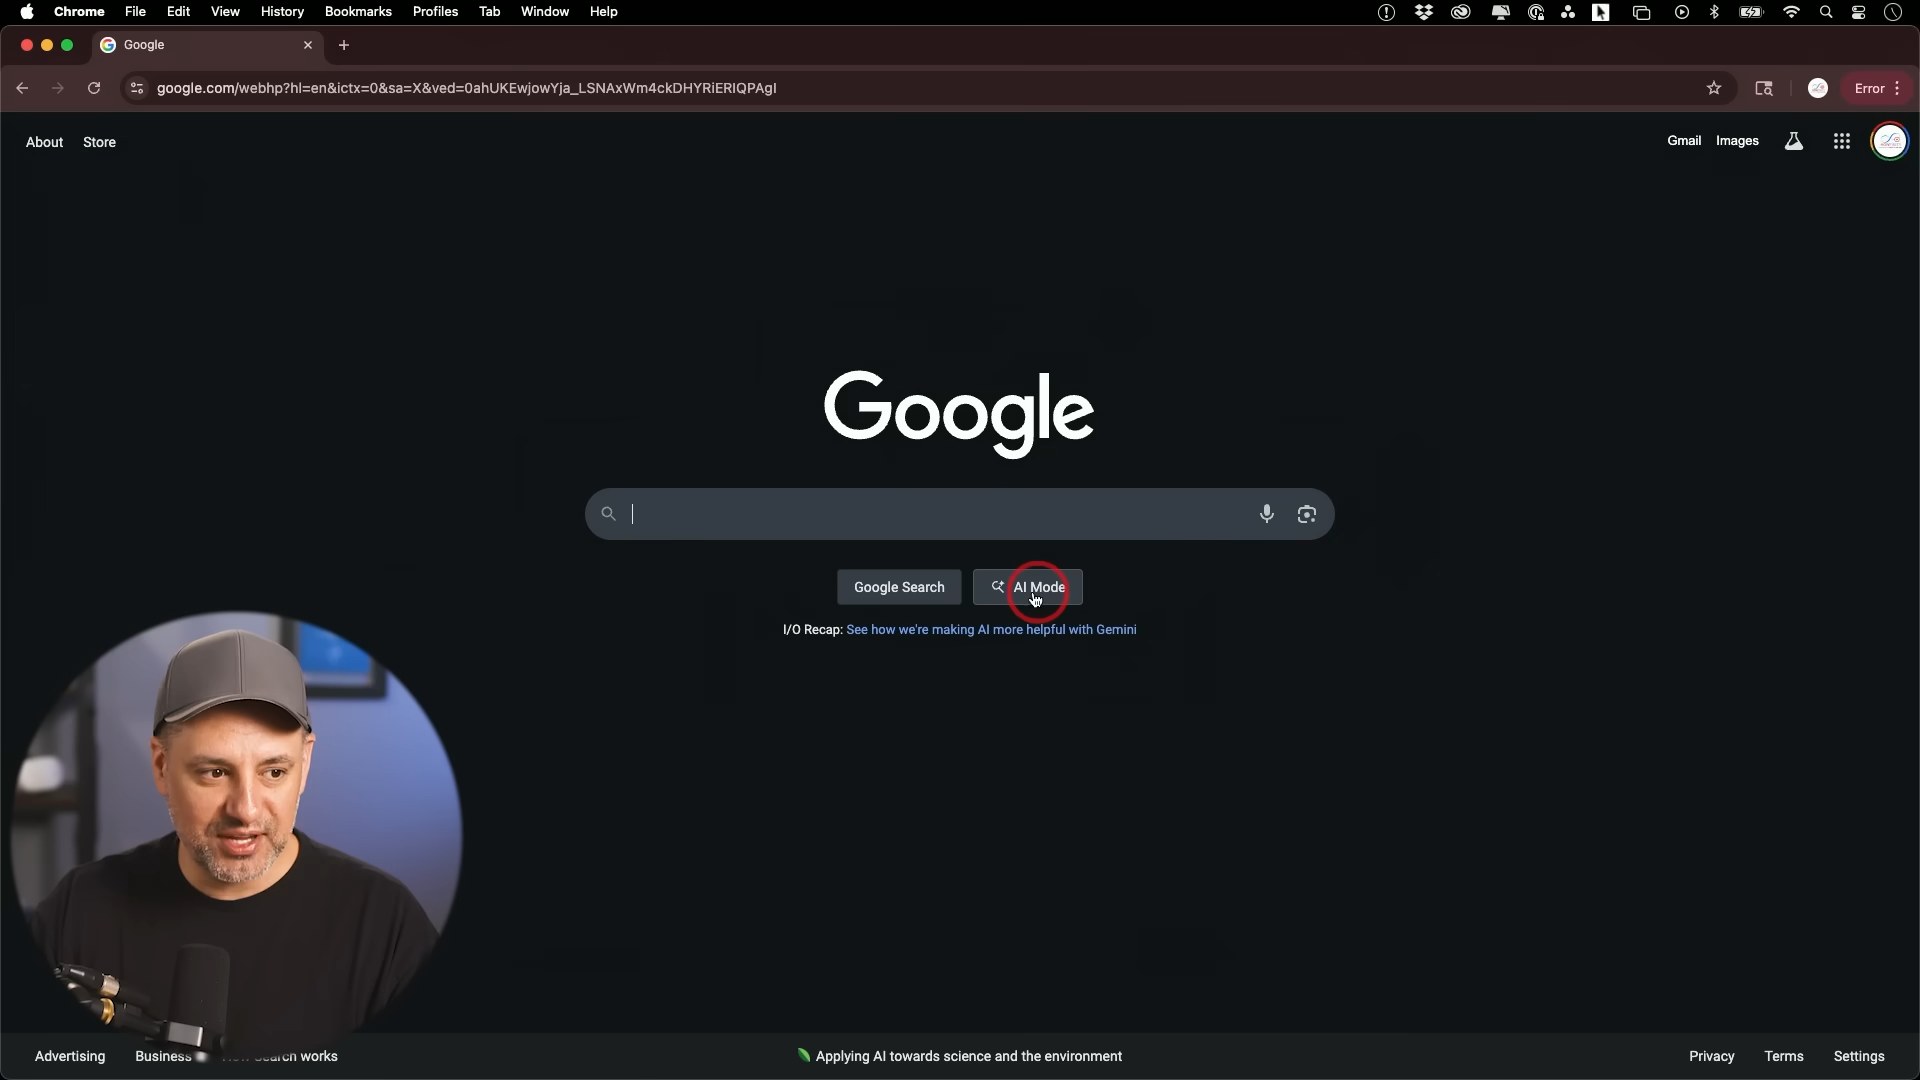 Chrome File Edit View History Bookmarks Profiles Tab Window Help
Google
google.com/webhp?hl=en&ictx=0&sa=X&ved=0ahUKEwjowYja_LSNAxWm4ckDHYRiERIQPAgI
Error
About Store
Gmail Images
Google
Google Search AI Mode
I/O Recap: See how we're making AI more helpful with Gemini
Advertising Business Search works
Applying AI towards science and the environment
Privacy Terms Settings